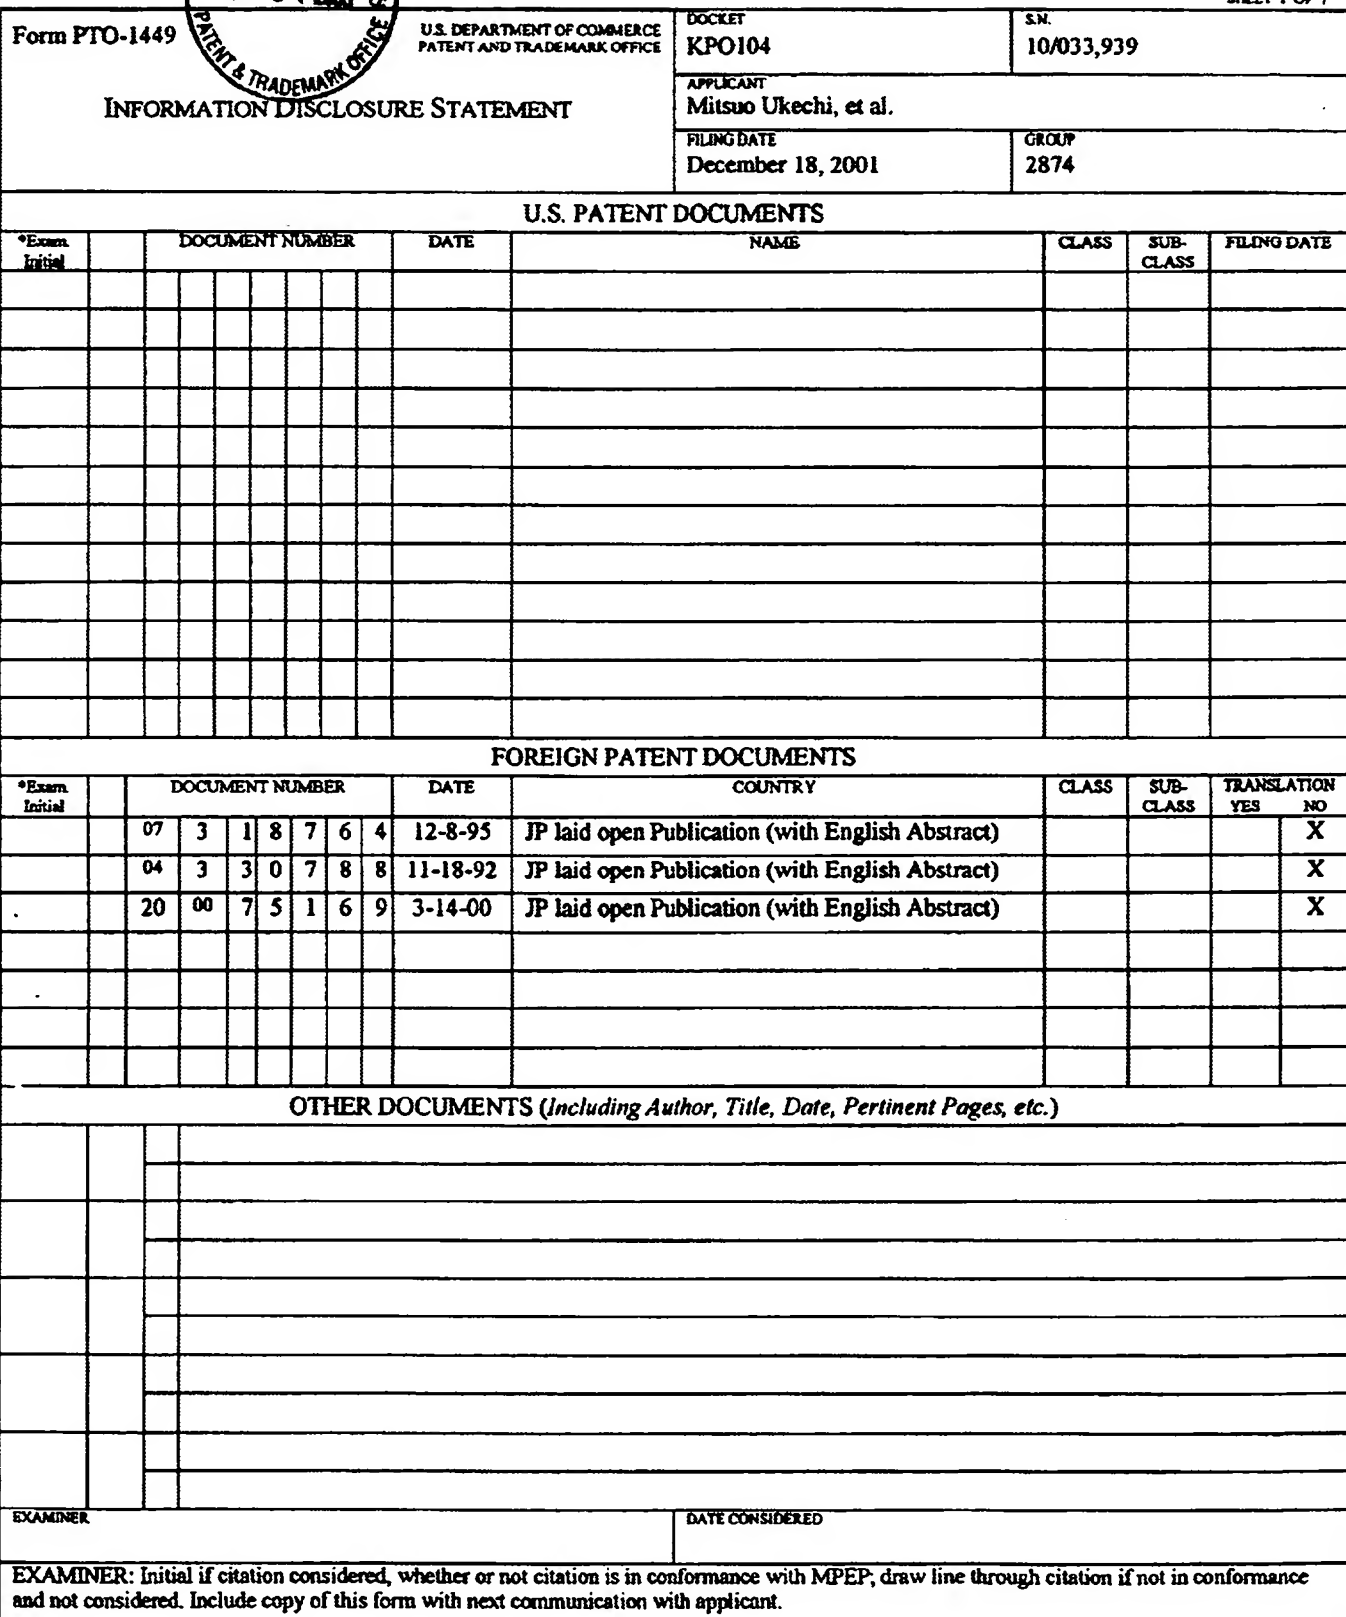 Form PTO-1449
PATENT & TRADEMARK OFFICE
U.S. DEPARTMENT OF COMMERCE
PATENT AND TRADEMARK OFFICE
INFORMATION DISCLOSURE STATEMENT
DOCKET
KPO104
S.N.
10/033,939
APPLICANT
Mitsuo Ukechi, et al.
FILING DATE
December 18, 2001
GROUP
2874
U.S. PATENT DOCUMENTS
*Exam. Initial DOCUMENT NUMBER DATE NAME CLASS SUB-CLASS FILING DATE
FOREIGN PATENT DOCUMENTS
*Exam. Initial DOCUMENT NUMBER DATE COUNTRY CLASS SUB-CLASS TRANSLATION YES NO
07 3 1 8 7 6 4 12-8-95 JP laid open Publication (with English Abstract) X
04 3 3 0 7 8 8 11-18-92 JP laid open Publication (with English Abstract) X
20 00 7 5 1 6 9 3-14-00 JP laid open Publication (with English Abstract) X
OTHER DOCUMENTS (Including Author, Title, Date, Pertinent Pages, etc.)
EXAMINER
DATE CONSIDERED
EXAMINER: Initial if citation considered, whether or not citation is in conformance with MPEP; draw line through citation if not in conformance
and not considered. Include copy of this form with next communication with applicant.